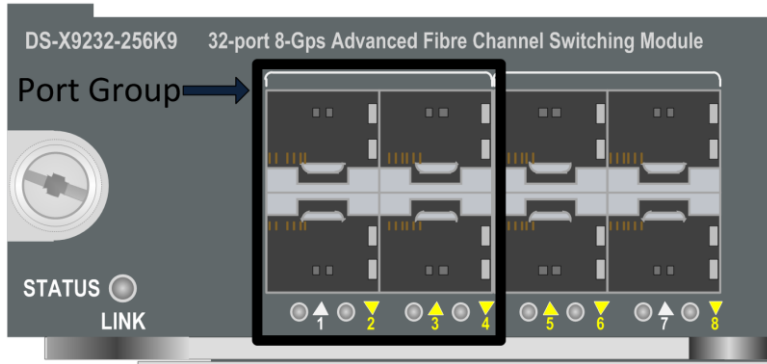 DS-X9232-256K9 32-port 8-Gps Advanced Fibre Channel Switching Module
Port Group
STATUS
LINK
1 2 3 4 5 6 7 8